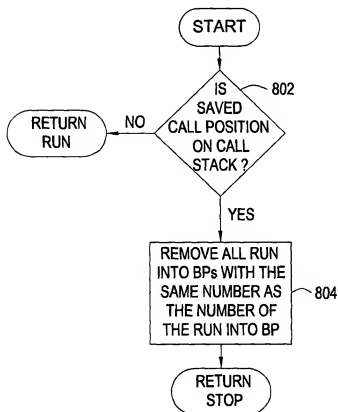 START
IS
SAVED
CALL POSITION
ON CALL
STACK ?
802
NO
RETURN
RUN
YES
REMOVE ALL RUN
INTO BPs WITH THE
SAME NUMBER AS
THE NUMBER OF
THE RUN INTO BP
804
RETURN
STOP